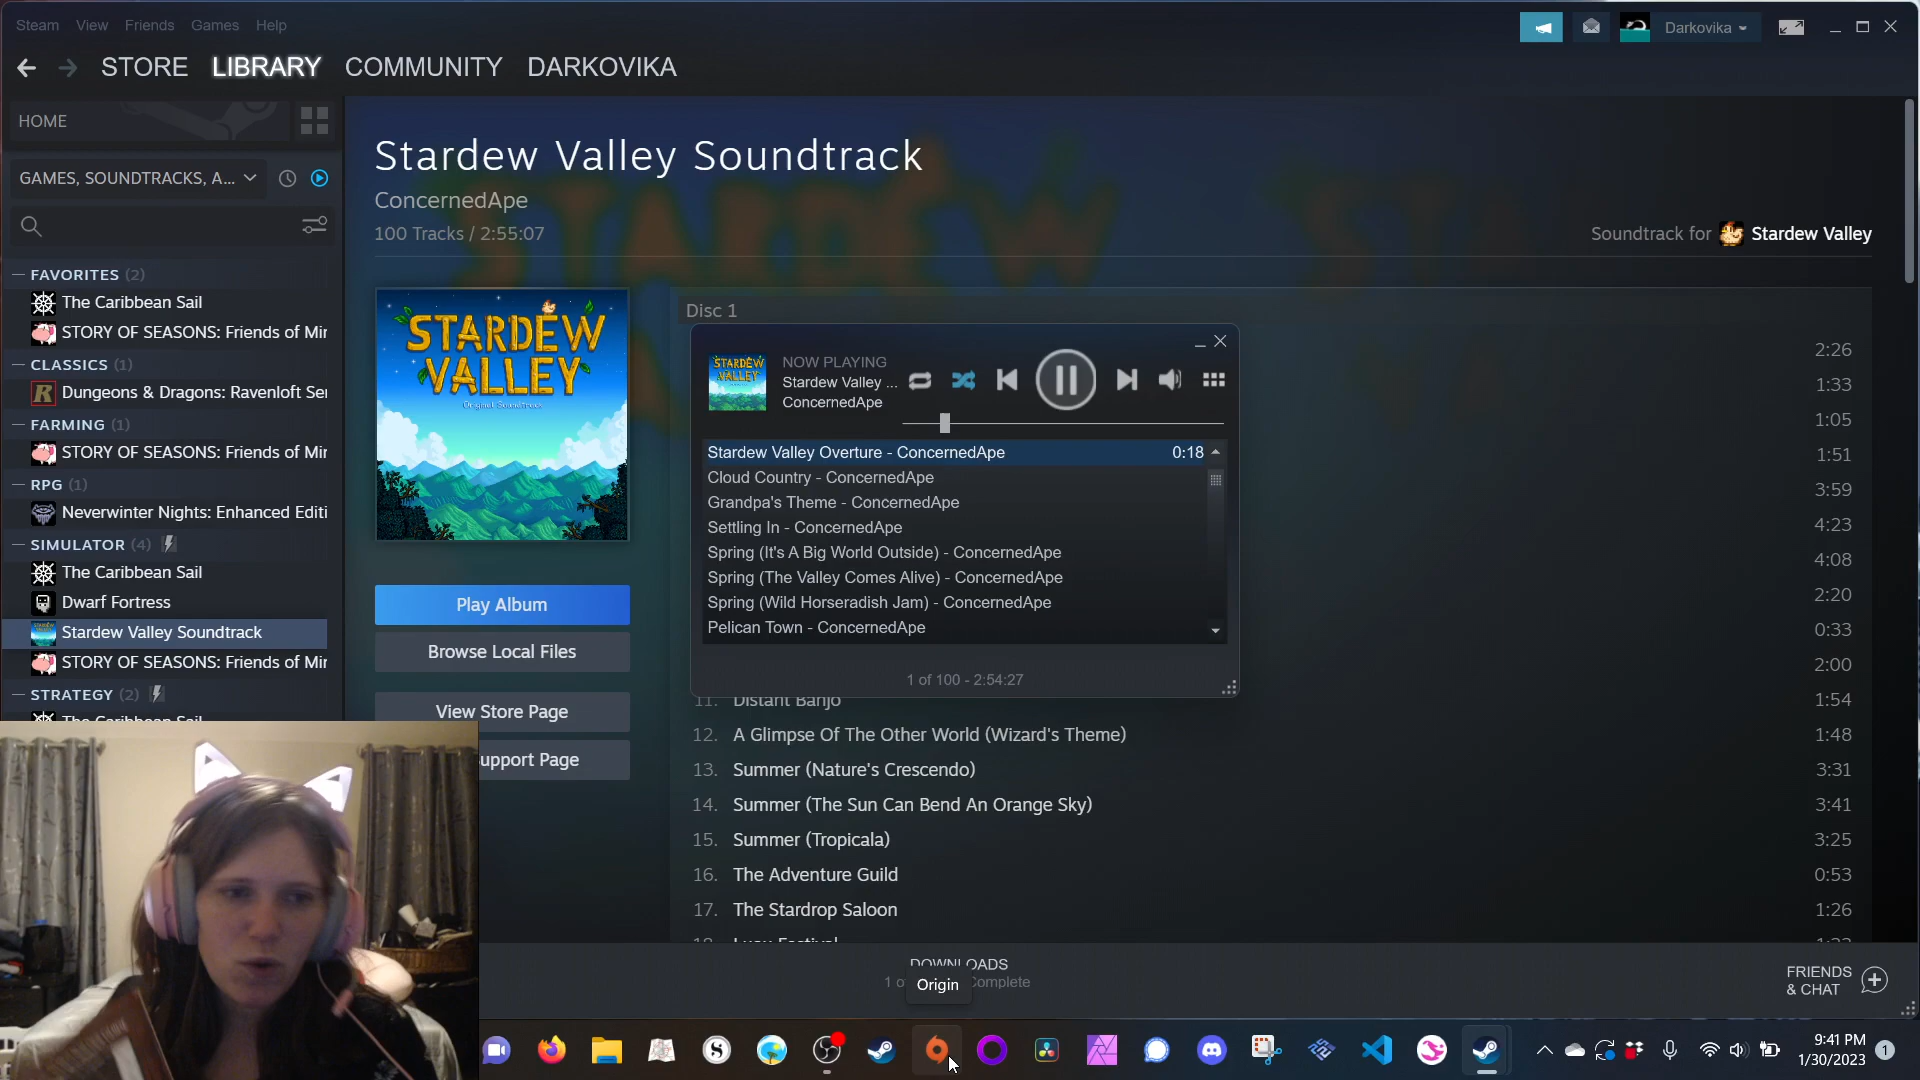 Steam View Friends Games Help
Darkovika
STORE LIBRARY COMMUNITY DARKOVIKA
HOME
GAMES, SOUNDTRACKS, A...
Stardew Valley Soundtrack
ConcernedApe
100 Tracks / 2:55:07
Soundtrack for Stardew Valley
FAVORITES (2)
The Caribbean Sail
STORY OF SEASONS: Friends of Mir
CLASSICS (1)
Dungeons & Dragons: Ravenloft Ser
FARMING (1)
STORY OF SEASONS: Friends of Mir
RPG (1)
Neverwinter Nights: Enhanced Editi
SIMULATOR (4)
The Caribbean Sail
Dwarf Fortress
Stardew Valley Soundtrack
STORY OF SEASONS: Friends of Mir
STRATEGY (2)
The Caribbean Sail
STARDEW
VALLEY
Original Soundtrack
Play Album
Browse Local Files
View Store Page
upport Page
Disc 1
STARDEW
VALLEY
NOW PLAYING
Stardew Valley ...
ConcernedApe
Stardew Valley Overture - ConcernedApe 0:18
Cloud Country - ConcernedApe
Grandpa's Theme - ConcernedApe
Settling In - ConcernedApe
Spring (It's A Big World Outside) - ConcernedApe
Spring (The Valley Comes Alive) - ConcernedApe
Spring (Wild Horseradish Jam) - ConcernedApe
Pelican Town - ConcernedApe
1 of 100 - 2:54:27
2:26
1:33
1:05
1:51
3:59
4:23
4:08
2:20
0:33
2:00
11. Distant Banjo 1:54
12. A Glimpse Of The Other World (Wizard's Theme) 1:48
13. Summer (Nature's Crescendo) 3:31
14. Summer (The Sun Can Bend An Orange Sky) 3:41
15. Summer (Tropicala) 3:25
16. The Adventure Guild 0:53
17. The Stardrop Saloon 1:26
DOWNLOADS
Complete
Origin
FRIENDS
& CHAT
9:41 PM
1/30/2023
1